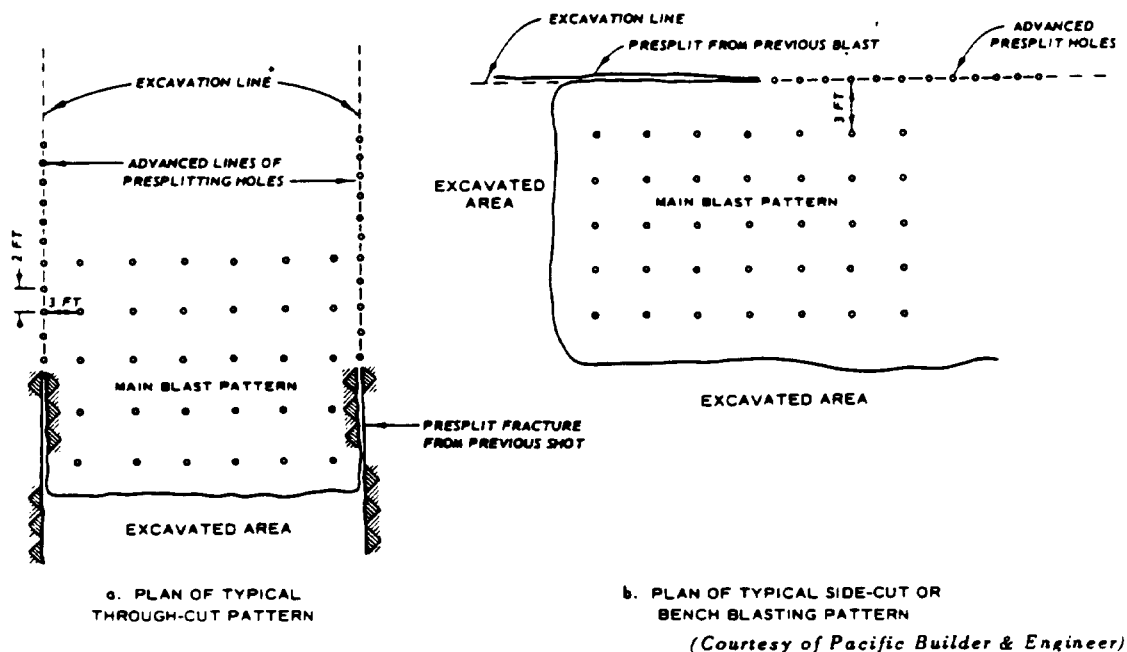 EXCAVATION LINE
ADVANCED LINES OF
PRESPLITTING HOLES
2 FT
3 FT
MAIN BLAST PATTERN
PRESPLIT FRACTURE
FROM PREVIOUS SHOT
EXCAVATED AREA
a. PLAN OF TYPICAL
THROUGH-CUT PATTERN
EXCAVATION LINE
PRESPLIT FROM PREVIOUS BLAST
ADVANCED
PRESPLIT HOLES
3 FT
EXCAVATED
AREA
MAIN BLAST PATTERN
EXCAVATED AREA
b. PLAN OF TYPICAL SIDE-CUT OR
BENCH BLASTING PATTERN
(Courtesy of Pacific Builder & Engineer)